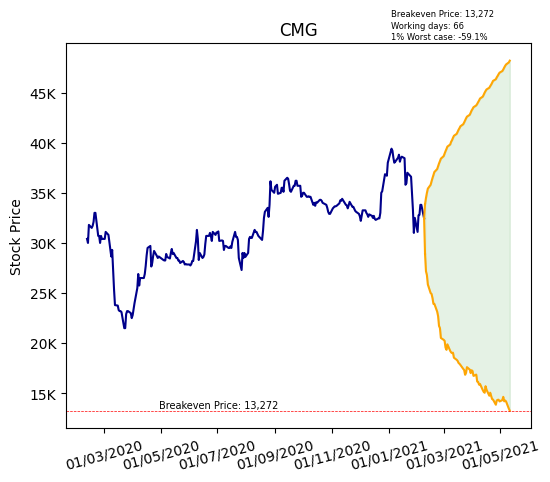 Breakeven Price: 13,272
Working days: 66
1% Worst case: -59.1%
CMG
Stock Price
45K
40K
35K
30K
25K
20K
15K
Breakeven Price: 13,272
01/03/2020
01/05/2020
01/07/2020
01/09/2020
01/11/2020
01/01/2021
01/03/2021
01/05/2021